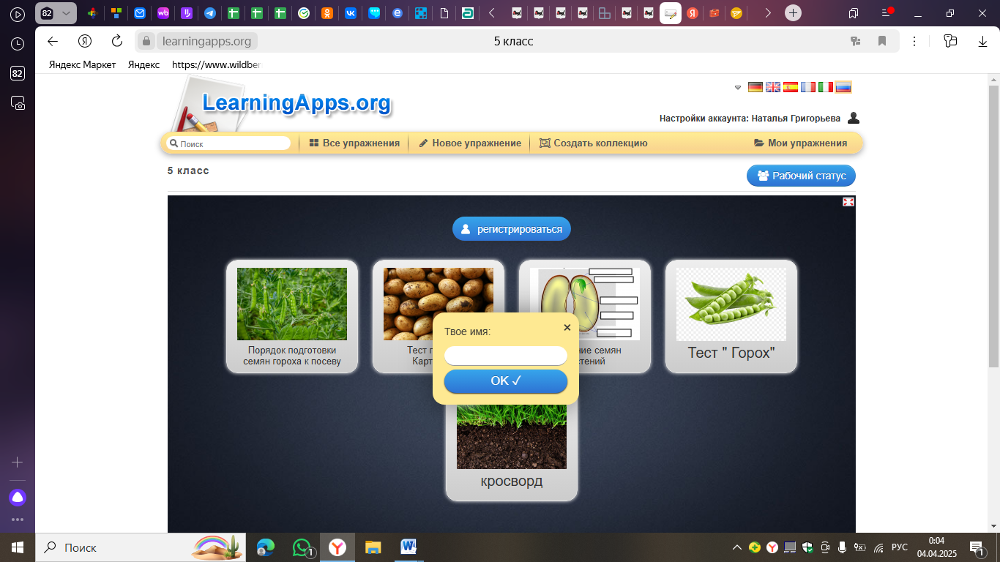 82
learningapps.org
5 класс
82
Яндекс Маркет
Яндекс
https://www.wildber
LearningApps.org
Настройки аккаунта: Наталья Григорьева
Поиск
Все упражнения
Новое упражнение
Создать коллекцию
Мои упражнения
5 класс
Рабочий статус
регистрироваться
Порядок подготовки
семян гороха к посеву
Тест
Карт
Твое имя:
OK ✓
ние семян
стений
Тест " Горох"
кросворд
Поиск
1
РУС
0:04
04.04.2025
1